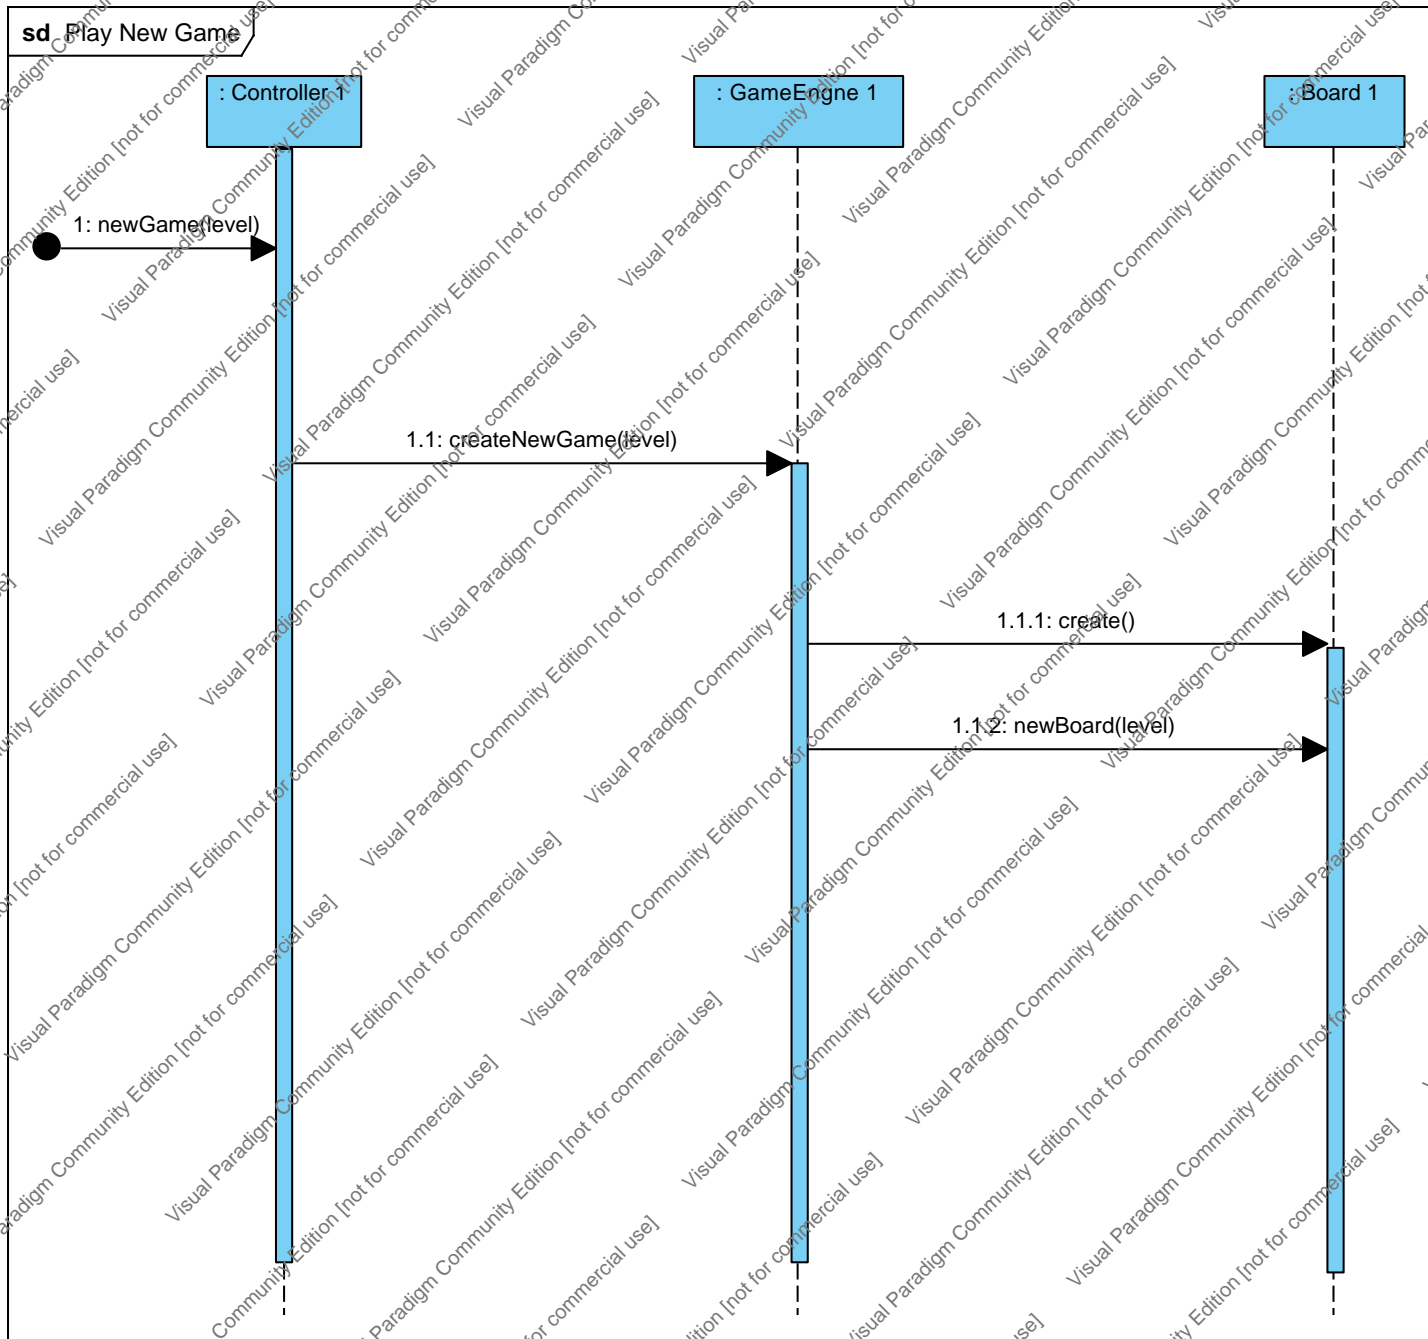 sd Play New Game
: Controller 1
: GameEngne 1
: Board 1
1: newGame(level)
1.1: createNewGame(level)
1.1.1: create()
1.1.2: newBoard(level)
Visual Paradigm Community Edition [not for commercial use]